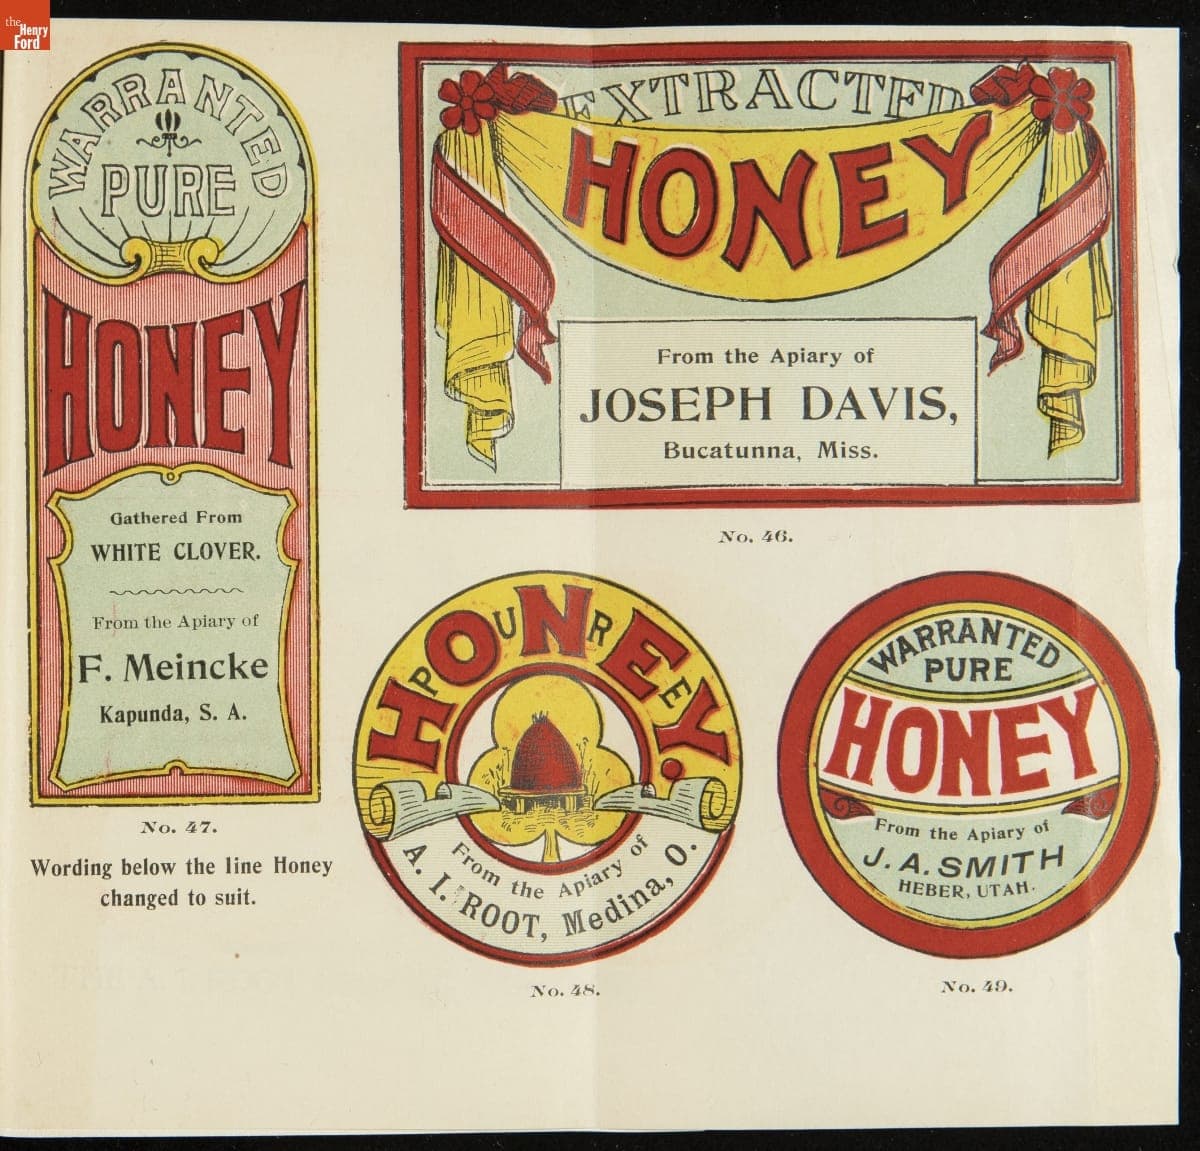 the Henry Ford
WARRANTED
PURE
HONEY
Gathered From
WHITE CLOVER.
From the Apiary of
F. Meincke
Kapunda, S. A.
No. 47.
Wording below the line Honey
changed to suit.
EXTRACTED
HONEY
From the Apiary of
JOSEPH DAVIS,
Bucatunna, Miss.
No. 46.
PURE
HONEY.
From the Apiary of
A. I. ROOT, Medina, O.
No. 48.
WARRANTED
PURE
HONEY
From the Apiary of
J. A. SMITH
HEBER, UTAH.
No. 49.